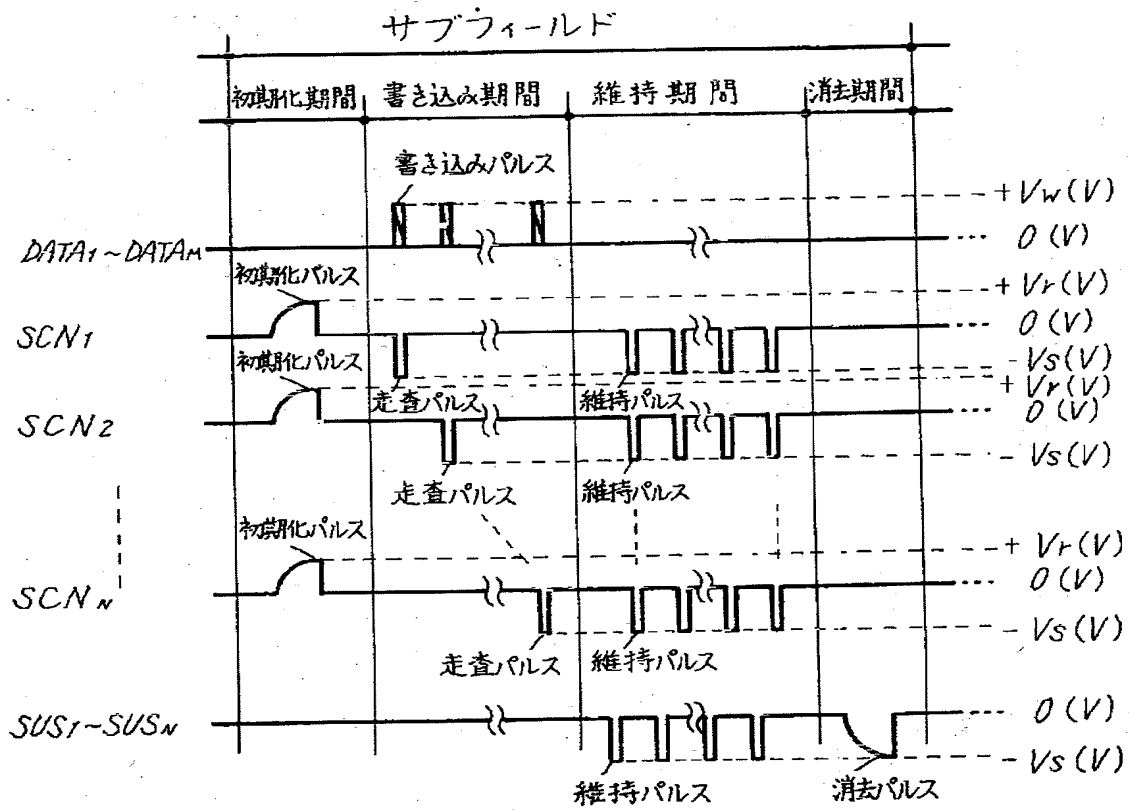 サブフィールド
初期化期間 書き込み期間 維持期間 消去期間
書き込みパルス
+Vw(V)
DATA1~DATAM
0(V)
初期化パルス
+Vr(V)
SCN1
0(V)
-Vs(V)
初期化パルス
走査パルス 維持パルス
+Vr(V)
SCN2
0(V)
-Vs(V)
走査パルス 維持パルス
初期化パルス
+Vr(V)
SCNN
0(V)
-Vs(V)
走査パルス 維持パルス
SUS1~SUSN
0(V)
-Vs(V)
維持パルス 消去パルス